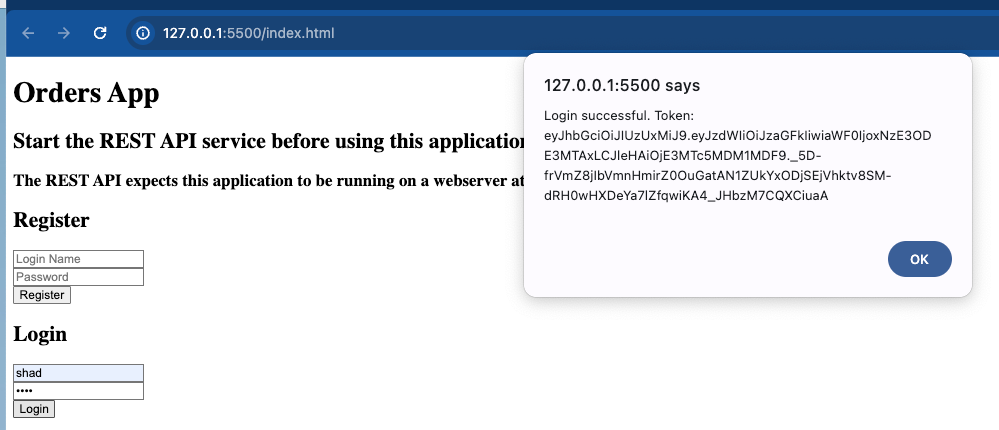 127.0.0.1:5500/index.html
Orders App
Start the REST API service before using this application
The REST API expects this application to be running on a webserver at
Register
Login Name
Password
Register
Login
shad
••••
Login
127.0.0.1:5500 says
Login successful. Token:
eyJhbGciOiJIUzUxMiJ9.eyJzdWIiOiJzaGFkIiwiaWF0IjoxNzE3OD
E3MTAxLCJleHAiOjE3MTc5MDM1MDF9._5D-
frVmZ8jIbVmnHmirZ0OuGatAN1ZUkYxODjSEjVhktv8SM-
dRH0wHXDeYa7lZfqwiKA4_JHbzM7CQXCiuaA
OK